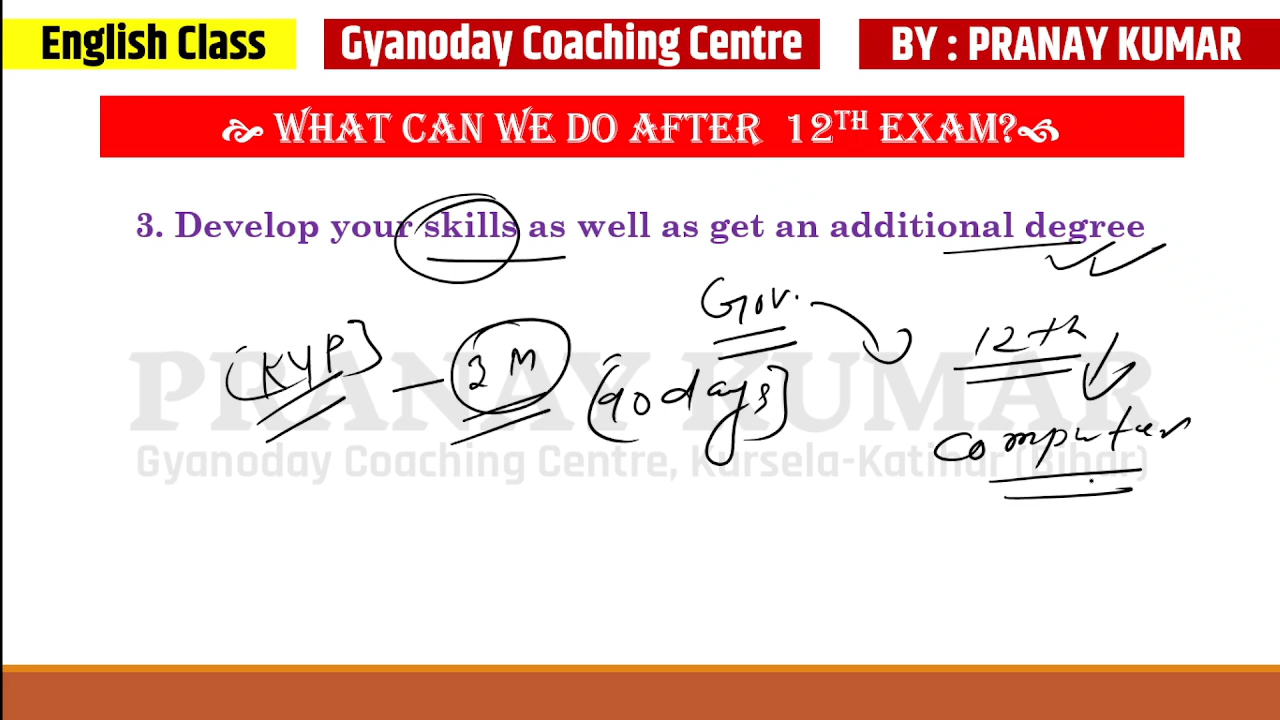 English Class Gyanoday Coaching Centre BY : PRANAY KUMAR
WHAT CAN WE DO AFTER 12TH EXAM?
3. Develop your skills as well as get an additional degree
Gov.
12th
(KYP) - 3 M (90 days)
computer
PRANAY KUMAR
Gyanoday Coaching Centre, Kursela-Katihar (Bihar)